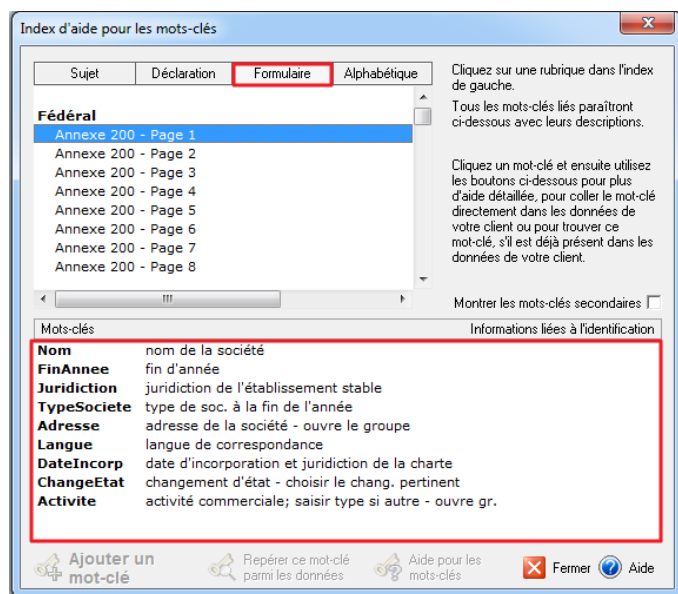 Index d'aide pour les mots-clés
Sujet Déclaration Formulaire Alphabétique
Fédéral
Annexe 200 - Page 1
Annexe 200 - Page 2
Annexe 200 - Page 3
Annexe 200 - Page 4
Annexe 200 - Page 5
Annexe 200 - Page 6
Annexe 200 - Page 7
Annexe 200 - Page 8
Cliquez sur une rubrique dans l'index
de gauche.
Tous les mots-clés liés paraîtront
ci-dessous avec leurs descriptions.
Cliquez un mot-clé et ensuite utilisez
les boutons ci-dessous pour plus
d'aide détaillée, pour coller le mot-clé
directement dans les données de
votre client ou pour trouver ce
mot-clé, s'il est déjà présent dans les
données de votre client.
Montrer les mots-clés secondaires
Mots-clés Informations liées à l'identification
Nom nom de la société
FinAnnee fin d'année
Juridiction juridiction de l'établissement stable
TypeSociete type de soc. à la fin de l'année
Adresse adresse de la société - ouvre le groupe
Langue langue de correspondance
DateIncorp date d'incorporation et juridiction de la charte
ChangeEtat changement d'état - choisir le chang. pertinent
Activite activité commerciale; saisir type si autre - ouvre gr.
Ajouter un
mot-clé
Repérer ce mot-clé
parmi les données
Aide pour les
mots-clés
Fermer
Aide